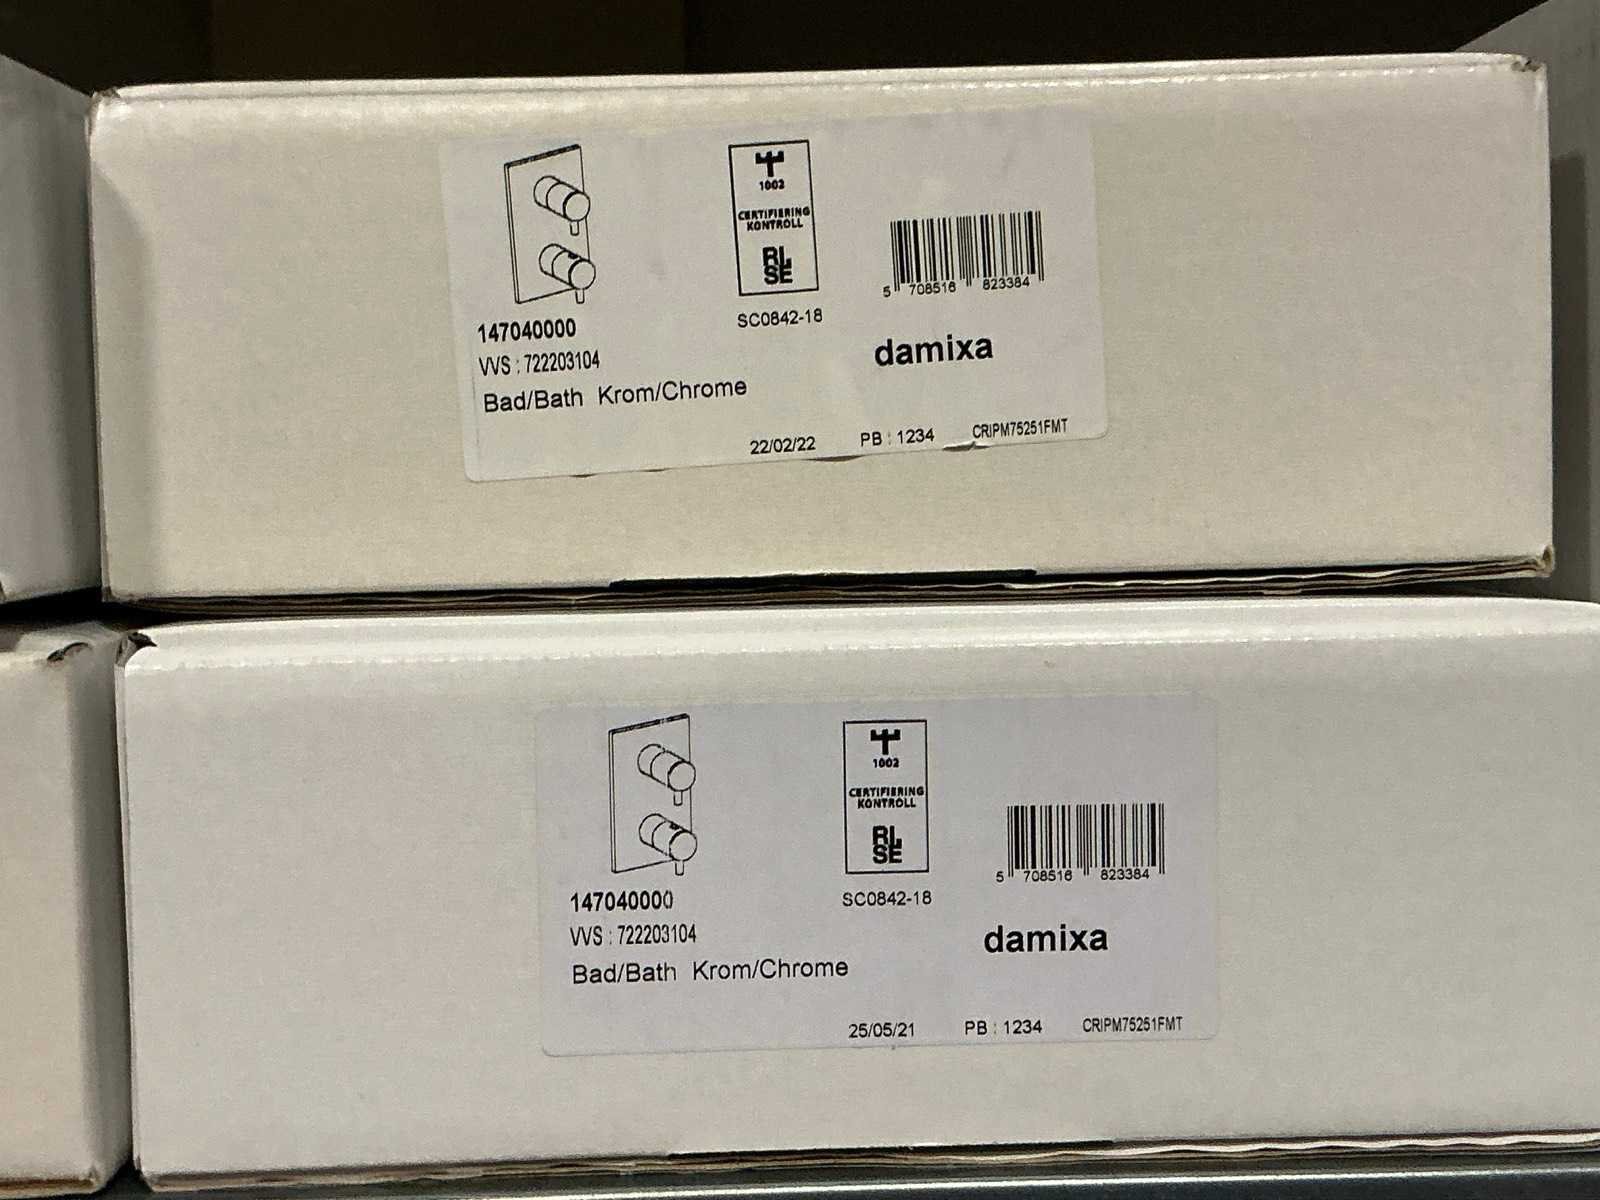 1002
CERTIFIERING
KONTROLL
RI
SE
5 708516 823384
147040000
SC0842-18
VVS : 722203104
damixa
Bad/Bath Krom/Chrome
22/02/22 PB : 1234 CRIPM75251FMT
1002
CERTIFIERING
KONTROLL
RI
SE
5 708516 823384
147040000
SC0842-18
VVS : 722203104
damixa
Bad/Bath Krom/Chrome
25/05/21 PB : 1234 CRIPM75251FMT